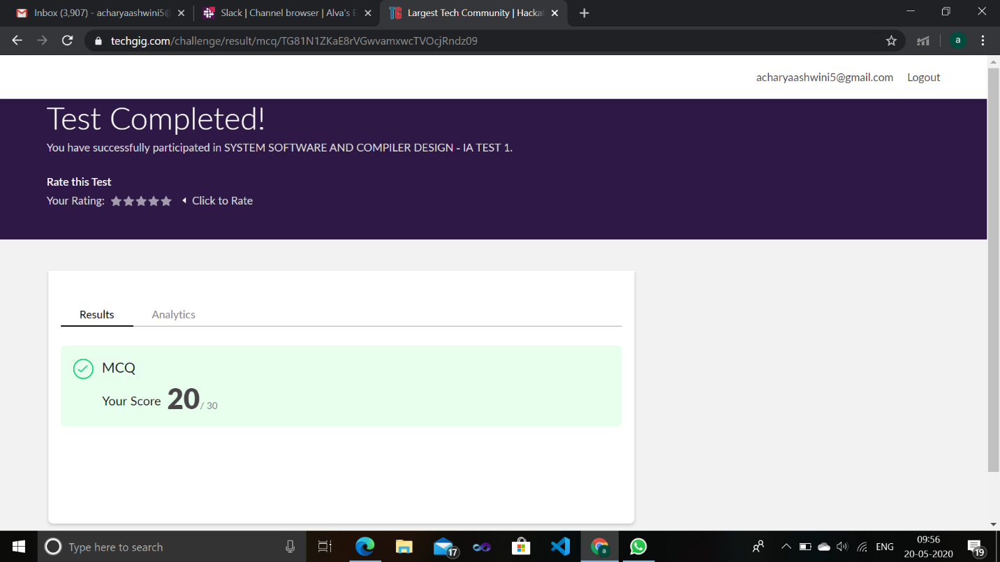 Inbox (3,907) - acharyaashwini5@
Slack | Channel browser | Alva's E
TG Largest Tech Community | Hackat
techgig.com/challenge/result/mcq/TG81N1ZKaE8rVGwvamxwcTVOcjRndz09
a
acharyaashwini5@gmail.com Logout
Test Completed!
You have successfully participated in SYSTEM SOFTWARE AND COMPILER DESIGN - IA TEST 1.
Rate this Test
Your Rating: Click to Rate
Results Analytics
MCQ
Your Score 20 / 30
Type here to search
17
a
ENG
09:56
20-05-2020
19